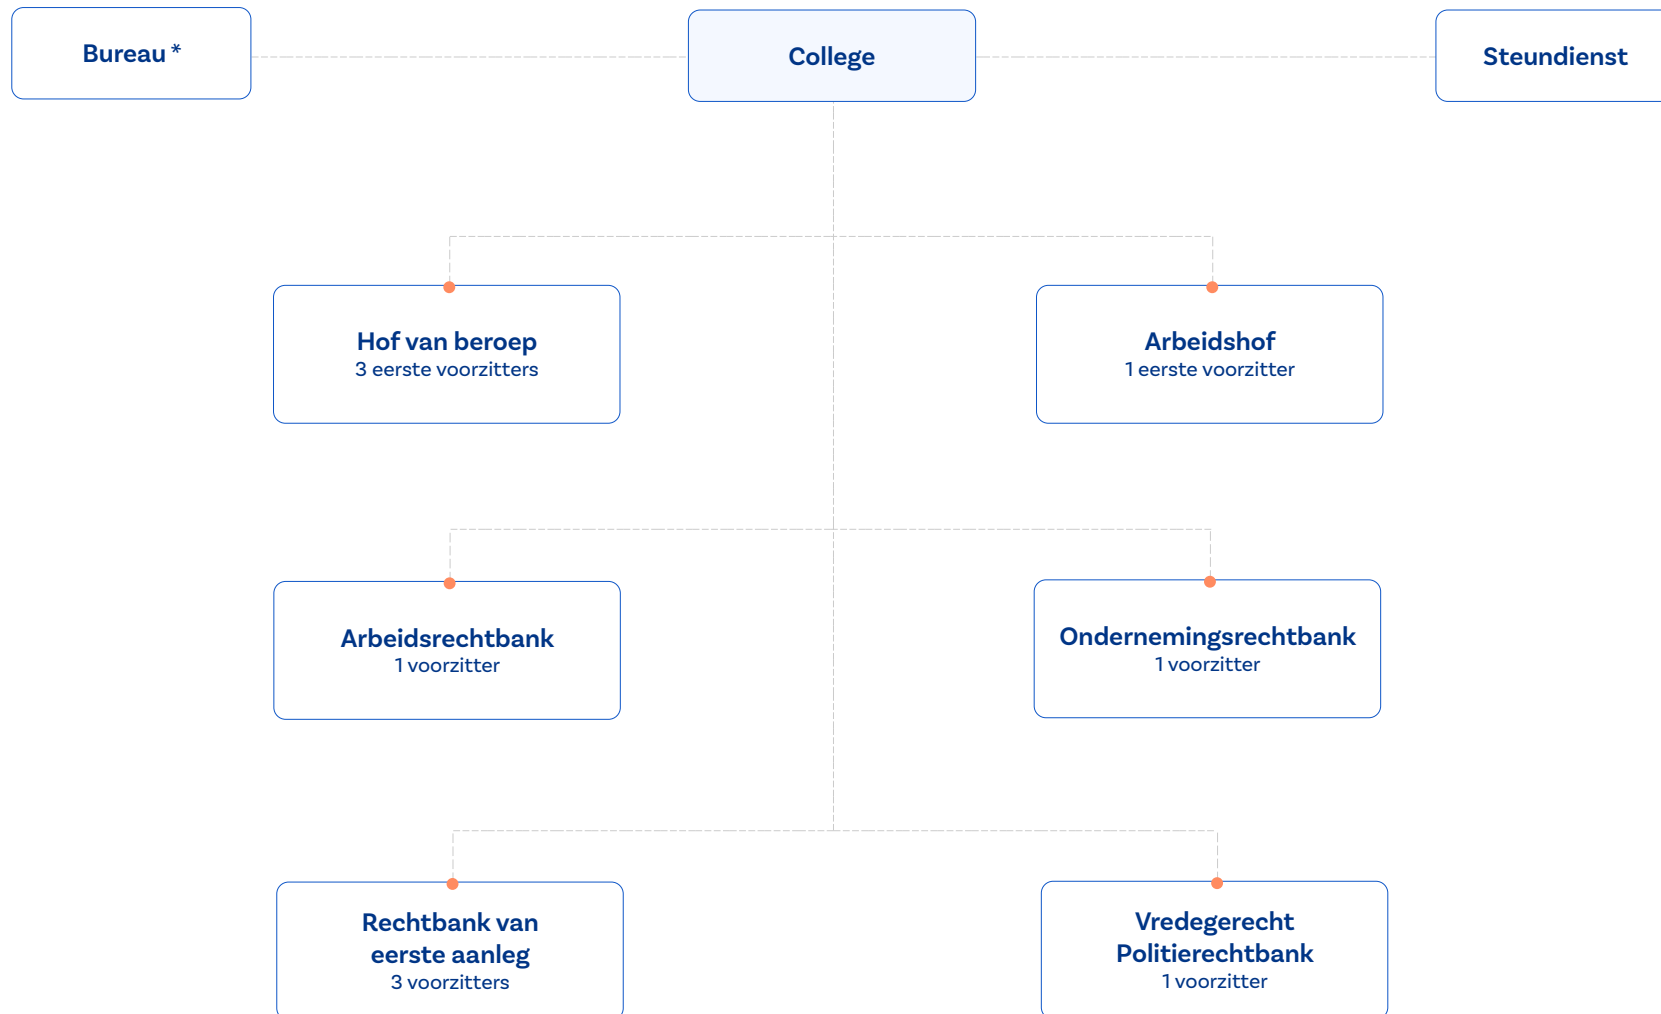 Bureau *
College
Steundienst
Hof van beroep
3 eerste voorzitters
Arbeidshof
1 eerste voorzitter
Arbeidsrechtbank
1 voorzitter
Ondernemingsrechtbank
1 voorzitter
Rechtbank van
eerste aanleg
3 voorzitters
Vredegerecht
Politierechtbank
1 voorzitter